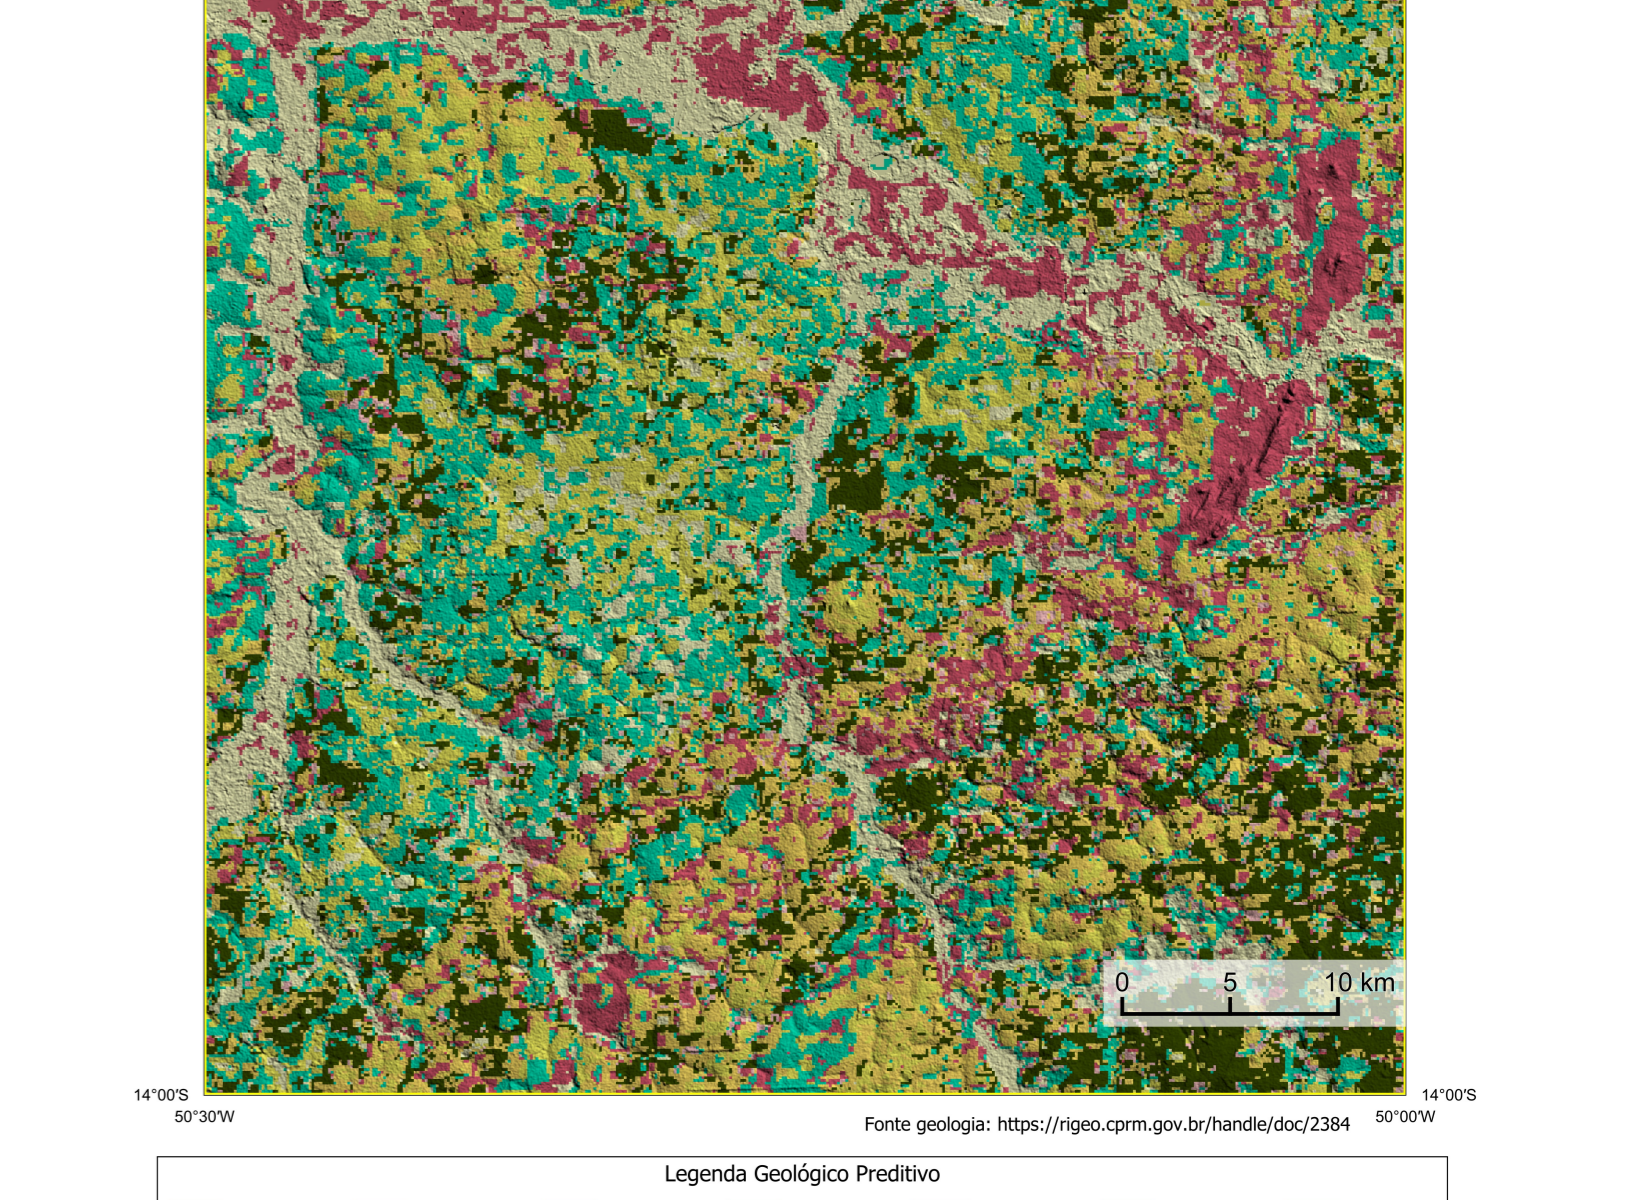 0 5 10 km
14°00'S 14°00'S
50°30'W 50°00'W
Fonte geologia: https://rigeo.cprm.gov.br/handle/doc/2384
Legenda Geológico Preditivo